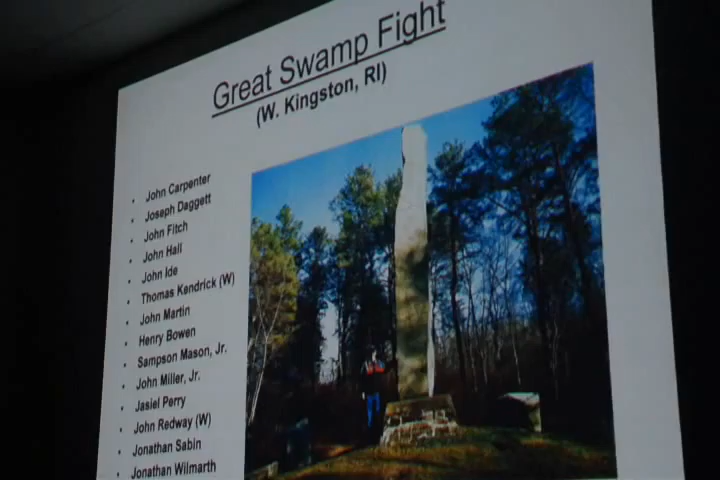 Great Swamp Fight
(W. Kingston, RI)
• John Carpenter
• Joseph Daggett
• John Fitch
• John Hall
• John Ide
• Thomas Kendrick (W)
• John Martin
• Henry Bowen
• Sampson Mason, Jr.
• John Miller, Jr.
• Jasiel Perry
• John Redway (W)
• Jonathan Sabin
• Jonathan Wilmarth